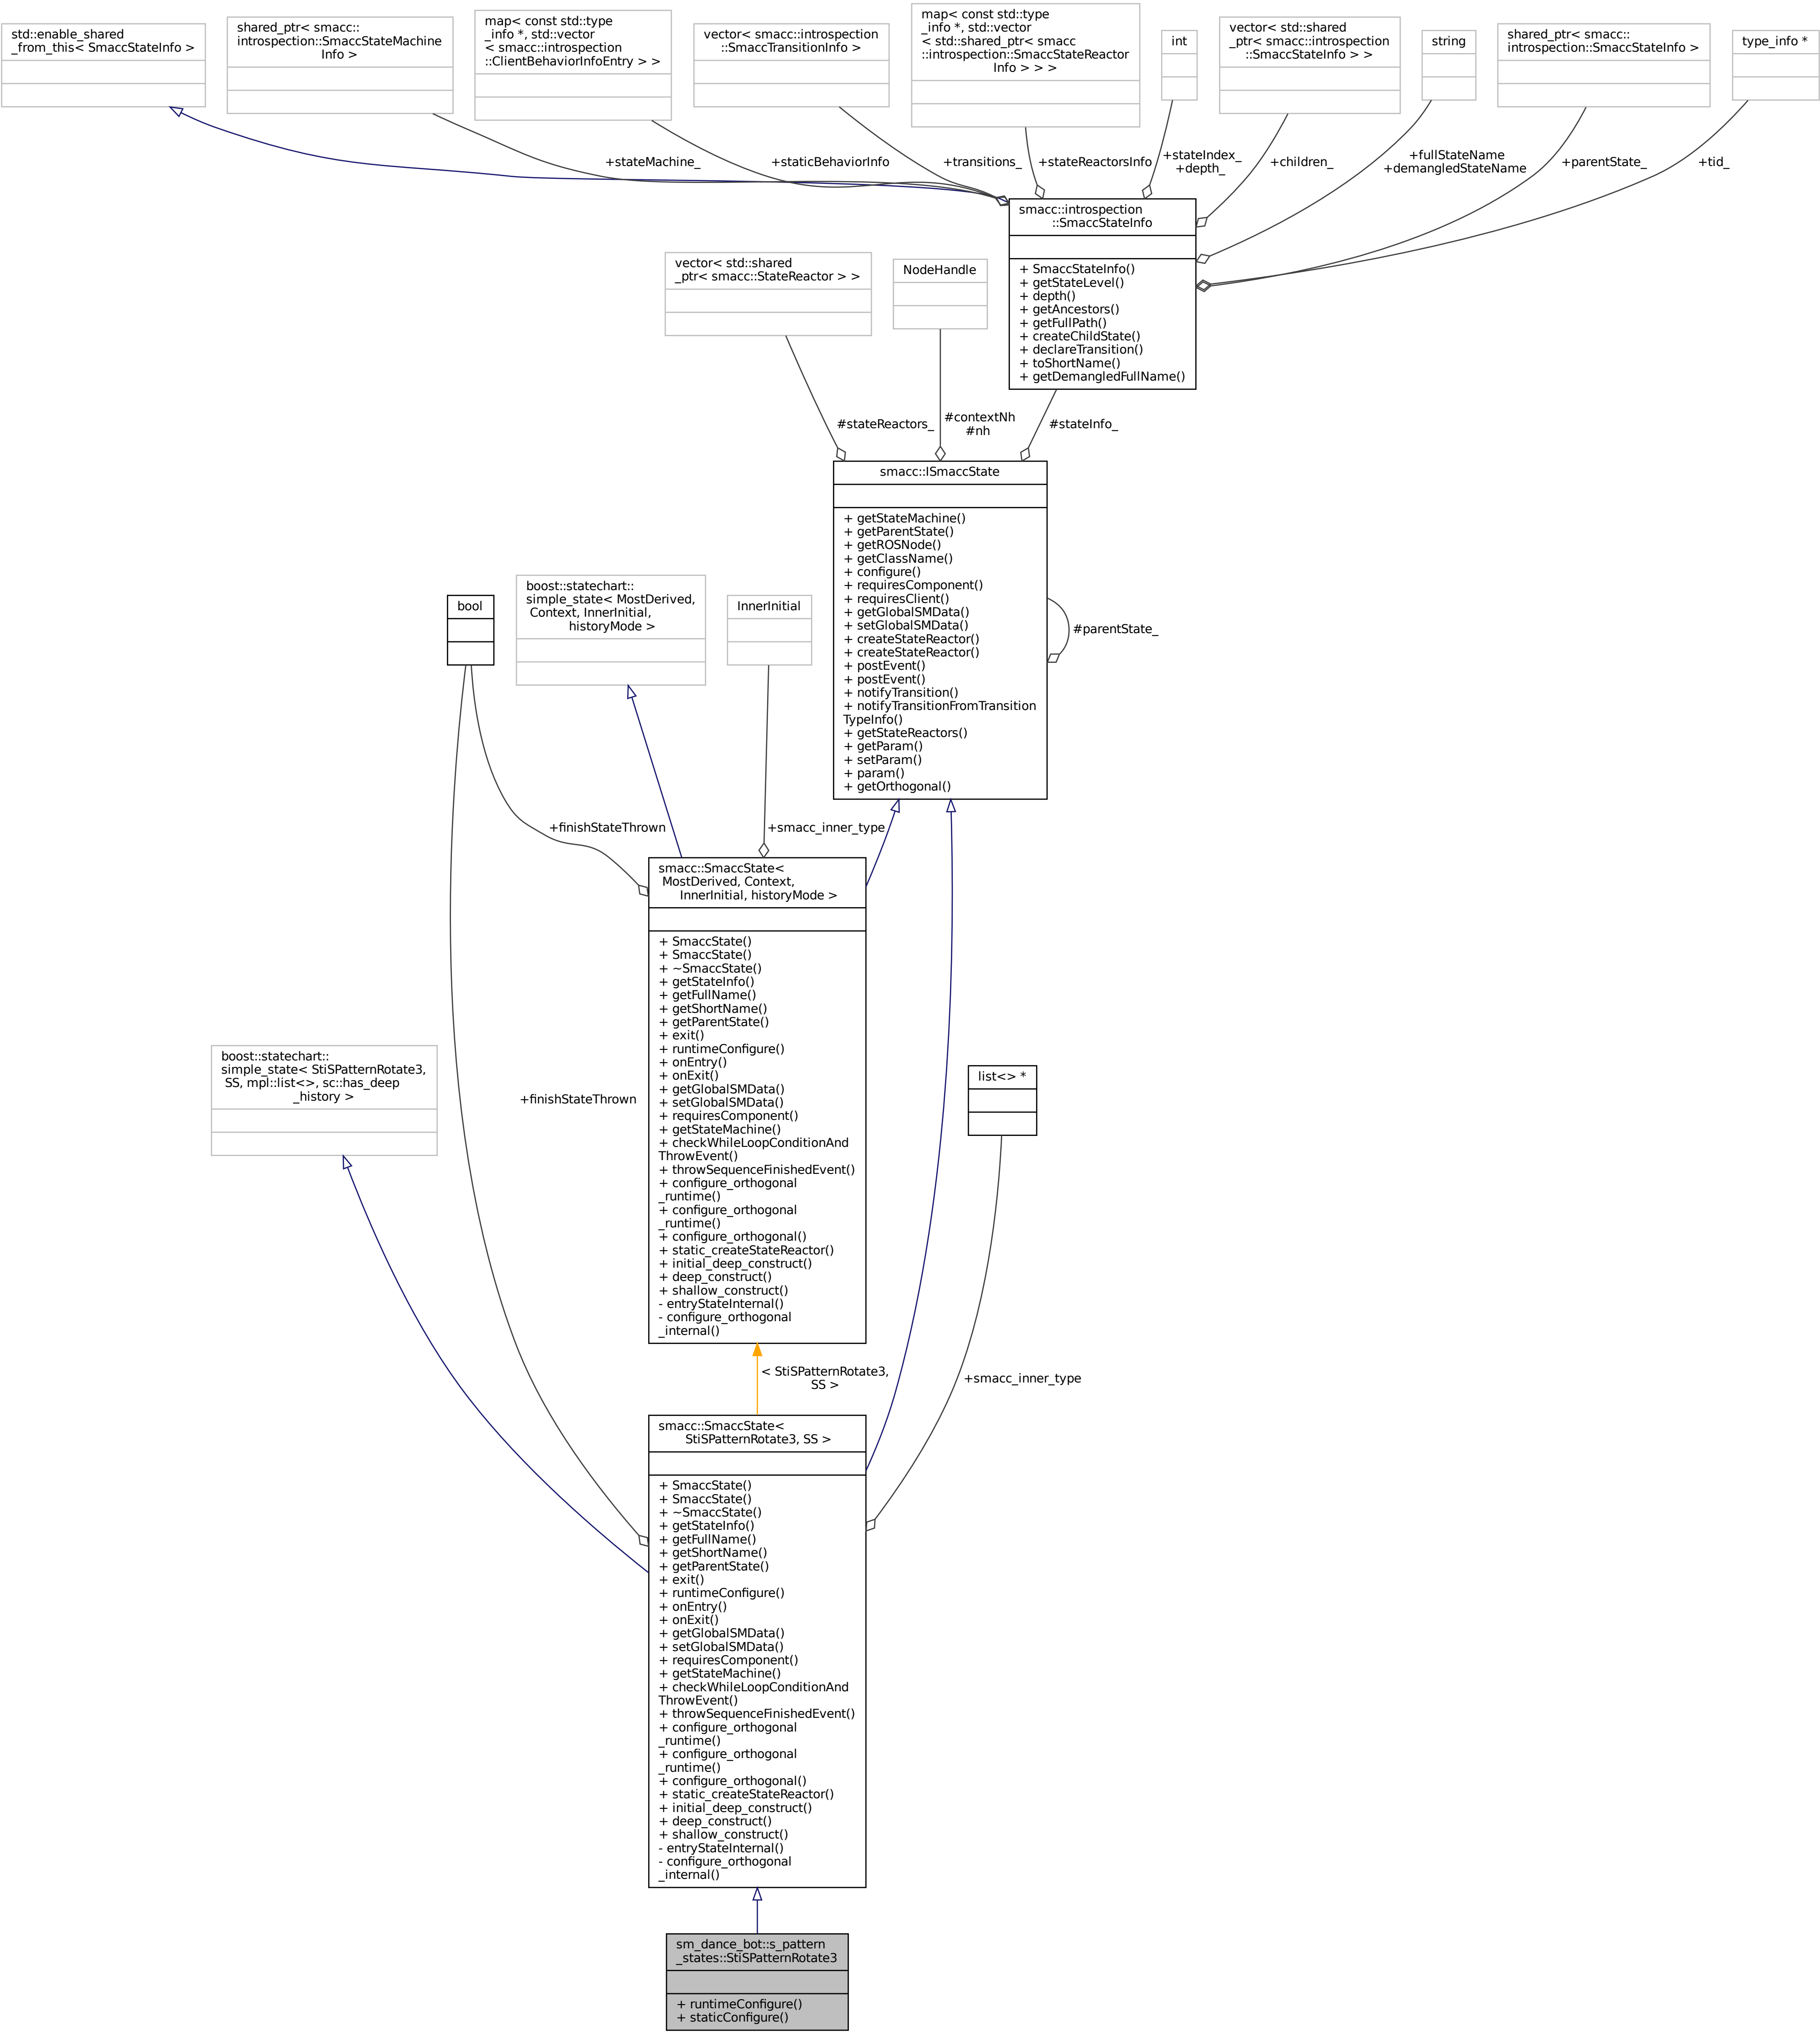 std::enable_shared
_from_this< SmaccStateInfo >
shared_ptr< smacc::
introspection::SmaccStateMachine
Info >
map< const std::type
_info *, std::vector
< smacc::introspection
::ClientBehaviorInfoEntry > >
vector< smacc::introspection
::SmaccTransitionInfo >
map< const std::type
_info *, std::vector
< std::shared_ptr< smacc
::introspection::SmaccStateReactor
Info > > >
int
vector< std::shared
_ptr< smacc::introspection
::SmaccStateInfo > >
string
shared_ptr< smacc::
introspection::SmaccStateInfo >
type_info *
+stateMachine_
+staticBehaviorInfo
+transitions_
+stateReactorsInfo
+stateIndex_
+depth_
+children_
+fullStateName
+demangledStateName
+parentState_
+tid_
smacc::introspection
::SmaccStateInfo
+ SmaccStateInfo()
+ getStateLevel()
+ depth()
+ getAncestors()
+ getFullPath()
+ createChildState()
+ declareTransition()
+ toShortName()
+ getDemangledFullName()
vector< std::shared
_ptr< smacc::StateReactor > >
NodeHandle
#stateReactors_
#contextNh
#nh
#stateInfo_
smacc::ISmaccState
+ getStateMachine()
+ getParentState()
+ getROSNode()
+ getClassName()
+ configure()
+ requiresComponent()
+ requiresClient()
+ getGlobalSMData()
+ setGlobalSMData()
+ createStateReactor()
+ createStateReactor()
+ postEvent()
+ postEvent()
+ notifyTransition()
+ notifyTransitionFromTransition
TypeInfo()
+ getStateReactors()
+ getParam()
+ setParam()
+ param()
+ getOrthogonal()
#parentState_
bool
boost::statechart::
simple_state< MostDerived,
Context, InnerInitial,
historyMode >
InnerInitial
+finishStateThrown
+smacc_inner_type
smacc::SmaccState<
MostDerived, Context,
InnerInitial, historyMode >
+ SmaccState()
+ SmaccState()
+ ~SmaccState()
+ getStateInfo()
+ getFullName()
+ getShortName()
+ getParentState()
+ exit()
+ runtimeConfigure()
+ onEntry()
+ onExit()
+ getGlobalSMData()
+ setGlobalSMData()
+ requiresComponent()
+ getStateMachine()
+ checkWhileLoopConditionAnd
ThrowEvent()
+ throwSequenceFinishedEvent()
+ configure_orthogonal
_runtime()
+ configure_orthogonal
_runtime()
+ configure_orthogonal()
+ static_createStateReactor()
+ initial_deep_construct()
+ deep_construct()
+ shallow_construct()
- entryStateInternal()
- configure_orthogonal
_internal()
boost::statechart::
simple_state< StiSPatternRotate3,
SS, mpl::list<>, sc::has_deep
_history >
+finishStateThrown
list<> *
< StiSPatternRotate3,
SS >
+smacc_inner_type
smacc::SmaccState<
StiSPatternRotate3, SS >
+ SmaccState()
+ SmaccState()
+ ~SmaccState()
+ getStateInfo()
+ getFullName()
+ getShortName()
+ getParentState()
+ exit()
+ runtimeConfigure()
+ onEntry()
+ onExit()
+ getGlobalSMData()
+ setGlobalSMData()
+ requiresComponent()
+ getStateMachine()
+ checkWhileLoopConditionAnd
ThrowEvent()
+ throwSequenceFinishedEvent()
+ configure_orthogonal
_runtime()
+ configure_orthogonal
_runtime()
+ configure_orthogonal()
+ static_createStateReactor()
+ initial_deep_construct()
+ deep_construct()
+ shallow_construct()
- entryStateInternal()
- configure_orthogonal
_internal()
sm_dance_bot::s_pattern
_states::StiSPatternRotate3
+ runtimeConfigure()
+ staticConfigure()